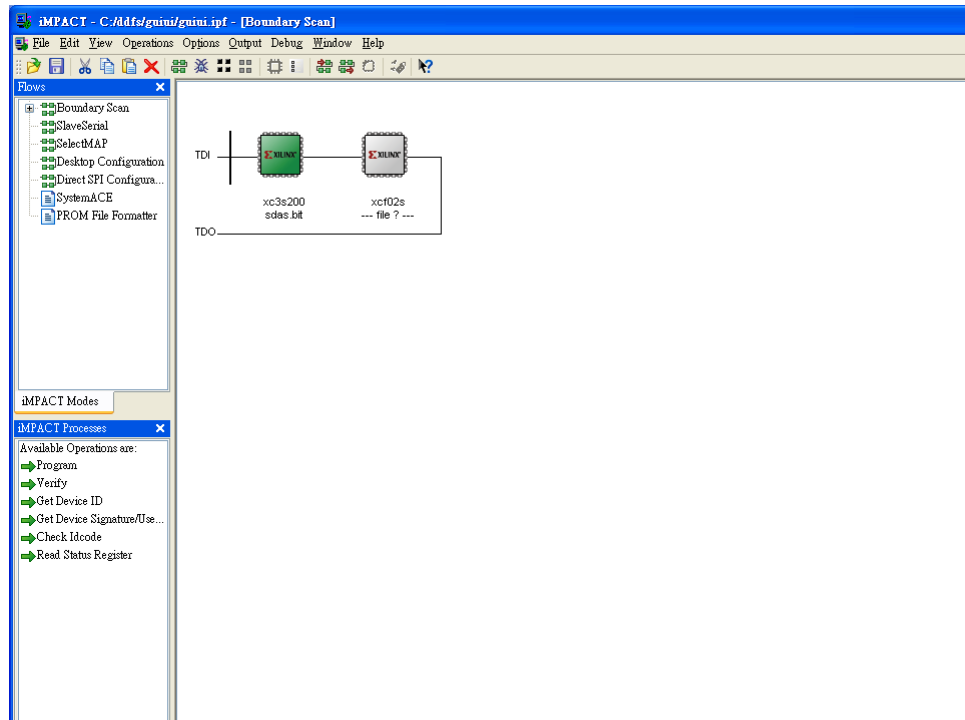 iMPACT - C:/ddfs/guiui/guiui.ipf - [Boundary Scan]
File Edit View Operations Options Output Debug Window Help
Flows
Boundary Scan
SlaveSerial
SelectMAP
Desktop Configuration
Direct SPI Configura...
SystemACE
PROM File Formatter
iMPACT Modes
iMPACT Processes
Available Operations are:
Program
Verify
Get Device ID
Get Device Signature/Use...
Check Idcode
Read Status Register
TDI
XILINX
XILINX
xc3s200
sdas.bit
xcf02s
--- file ? ---
TDO